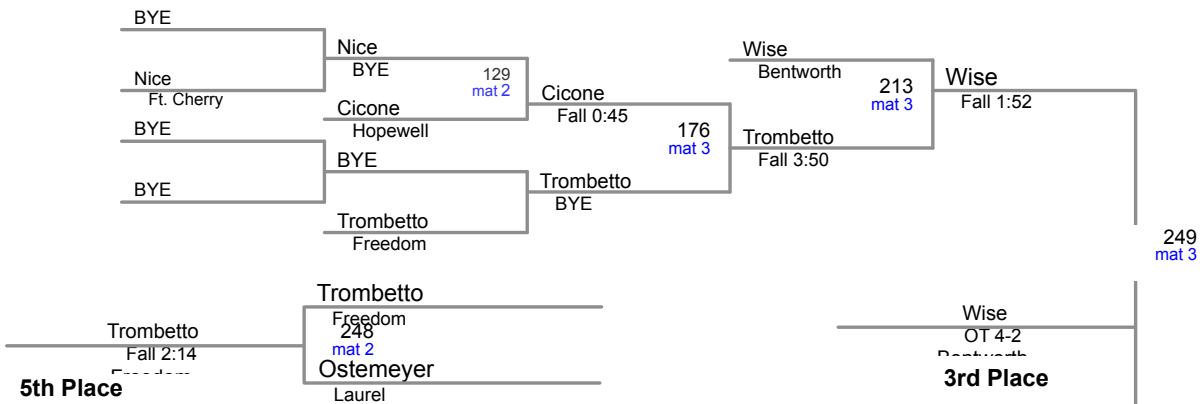 BYE
Nice
Ft. Cherry
BYE
BYE
Nice
BYE
129
mat 2
Cicone
Hopewell
BYE
Trombetto
Freedom
Cicone
Fall 0:45
176
mat 3
Trombetto
BYE
Wise
Bentworth
213
mat 3
Trombetto
Fall 3:50
Wise
Fall 1:52
249
mat 3
Trombetto
Freedom
248
mat 2
Ostemeyer
Laurel
Trombetto
Fall 2:14
Freedom
5th Place
Wise
OT 4-2
Bentworth
3rd Place